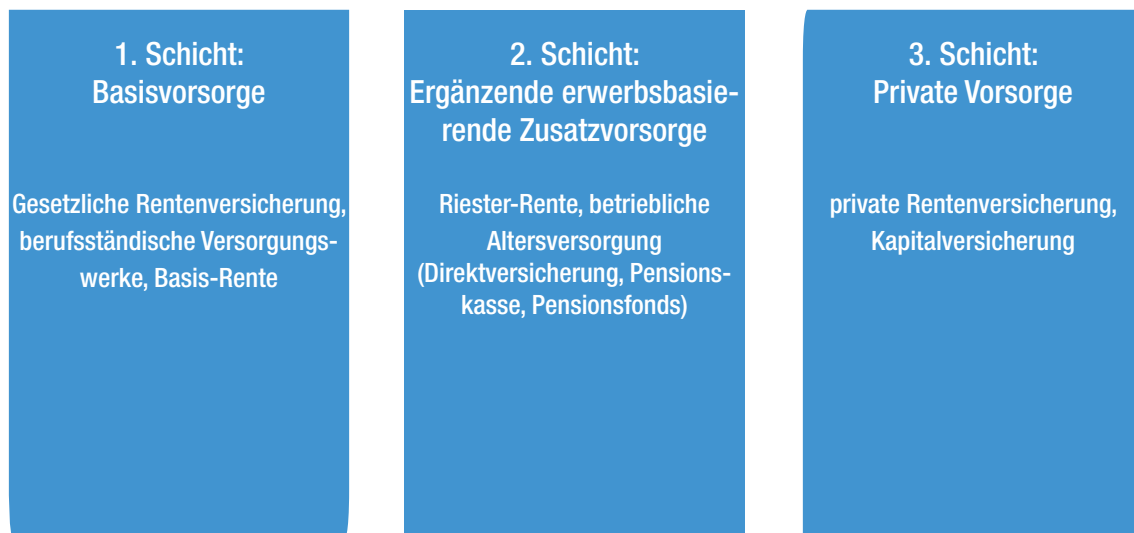 1. Schicht:
Basisvorsorge
Gesetzliche Rentenversicherung,
berufsständische Versorgungs-
werke, Basis-Rente
2. Schicht:
Ergänzende erwerbsbasie-
rende Zusatzvorsorge
Riester-Rente, betriebliche
Altersversorgung
(Direktversicherung, Pensions-
kasse, Pensionsfonds)
3. Schicht:
Private Vorsorge
private Rentenversicherung,
Kapitalversicherung